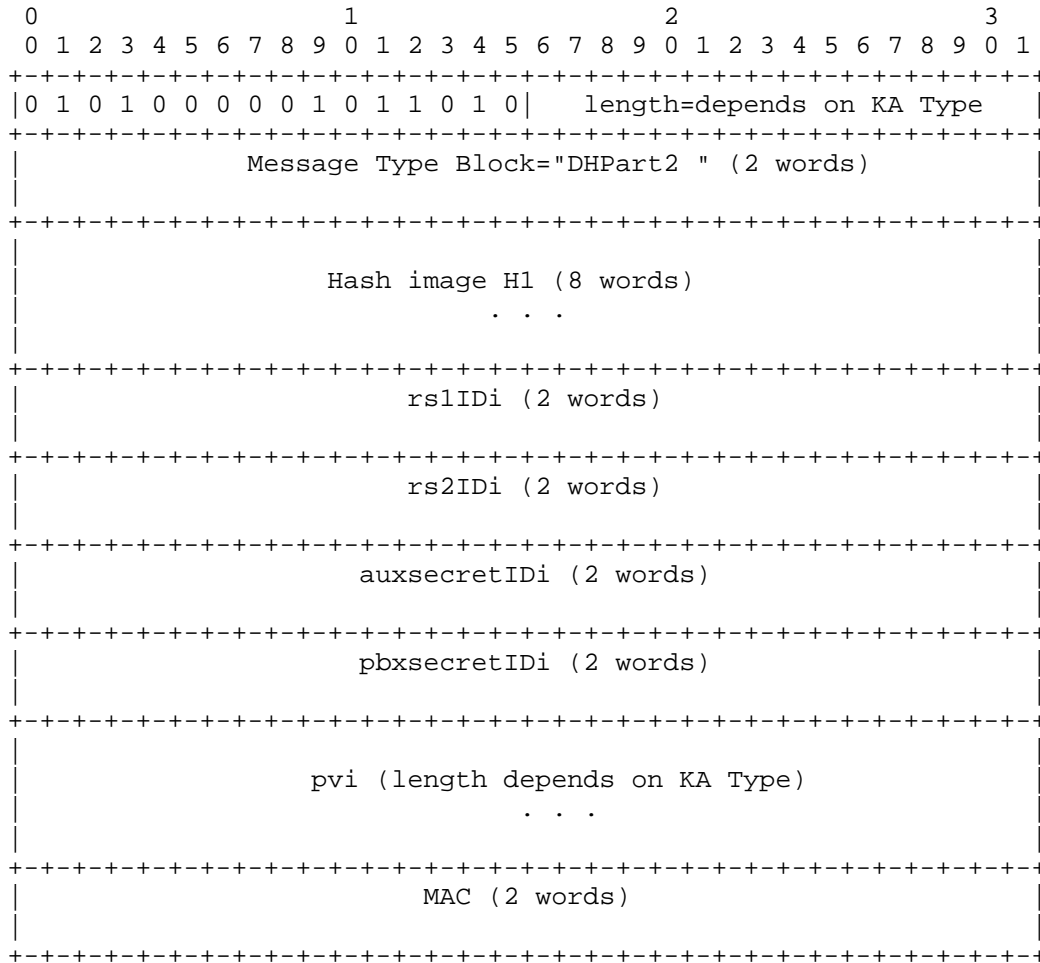 0                   1                   2                   3
 0 1 2 3 4 5 6 7 8 9 0 1 2 3 4 5 6 7 8 9 0 1 2 3 4 5 6 7 8 9 0 1
+-+-+-+-+-+-+-+-+-+-+-+-+-+-+-+-+-+-+-+-+-+-+-+-+-+-+-+-+-+-+-+-+
|0 1 0 1 0 0 0 0 0 1 0 1 1 0 1 0|   length=depends on KA Type   |
+-+-+-+-+-+-+-+-+-+-+-+-+-+-+-+-+-+-+-+-+-+-+-+-+-+-+-+-+-+-+-+-+
|              Message Type Block="DHPart2 " (2 words)          |
|                                                               |
+-+-+-+-+-+-+-+-+-+-+-+-+-+-+-+-+-+-+-+-+-+-+-+-+-+-+-+-+-+-+-+-+
|                                                               |
|                   Hash image H1 (8 words)                     |
|                             . . .                             |
|                                                               |
+-+-+-+-+-+-+-+-+-+-+-+-+-+-+-+-+-+-+-+-+-+-+-+-+-+-+-+-+-+-+-+-+
|                        rs1IDi (2 words)                       |
|                                                               |
+-+-+-+-+-+-+-+-+-+-+-+-+-+-+-+-+-+-+-+-+-+-+-+-+-+-+-+-+-+-+-+-+
|                        rs2IDi (2 words)                       |
|                                                               |
+-+-+-+-+-+-+-+-+-+-+-+-+-+-+-+-+-+-+-+-+-+-+-+-+-+-+-+-+-+-+-+-+
|                     auxsecretIDi (2 words)                    |
|                                                               |
+-+-+-+-+-+-+-+-+-+-+-+-+-+-+-+-+-+-+-+-+-+-+-+-+-+-+-+-+-+-+-+-+
|                     pbxsecretIDi (2 words)                    |
|                                                               |
+-+-+-+-+-+-+-+-+-+-+-+-+-+-+-+-+-+-+-+-+-+-+-+-+-+-+-+-+-+-+-+-+
|                                                               |
|                  pvi (length depends on KA Type)              |
|                               . . .                           |
|                                                               |
+-+-+-+-+-+-+-+-+-+-+-+-+-+-+-+-+-+-+-+-+-+-+-+-+-+-+-+-+-+-+-+-+
|                         MAC (2 words)                         |
|                                                               |
+-+-+-+-+-+-+-+-+-+-+-+-+-+-+-+-+-+-+-+-+-+-+-+-+-+-+-+-+-+-+-+-+